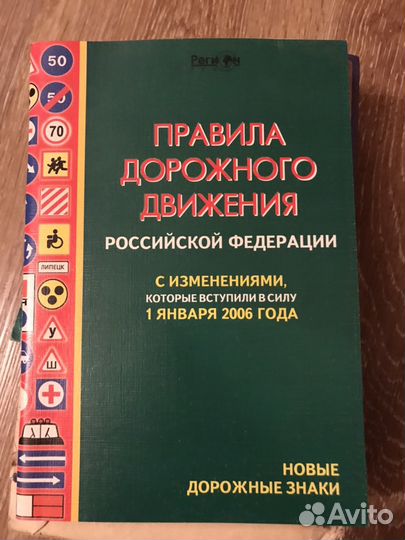 Регион
50
50
70
ЛИПЕЦК
У
Ш
ПРАВИЛА
ДОРОЖНОГО
ДВИЖЕНИЯ
РОССИЙСКОЙ ФЕДЕРАЦИИ
С ИЗМЕНЕНИЯМИ,
КОТОРЫЕ ВСТУПИЛИ В СИЛУ
1 ЯНВАРЯ 2006 ГОДА
НОВЫЕ
ДОРОЖНЫЕ ЗНАКИ
Avito